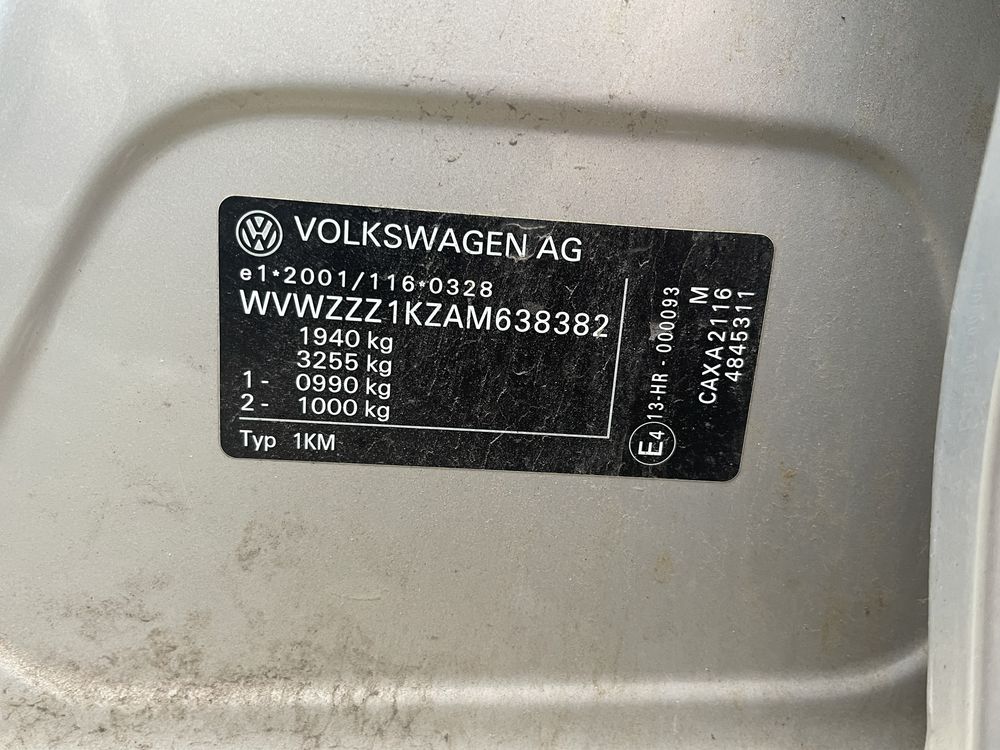 VOLKSWAGEN AG
e1*2001/116*0328
WVWZZZ1KZAM638382
1940 kg
3255 kg
1- 0990 kg
2- 1000 kg
Typ 1KM
E4 13-HR - 000093
CAXA2116 M
4845311